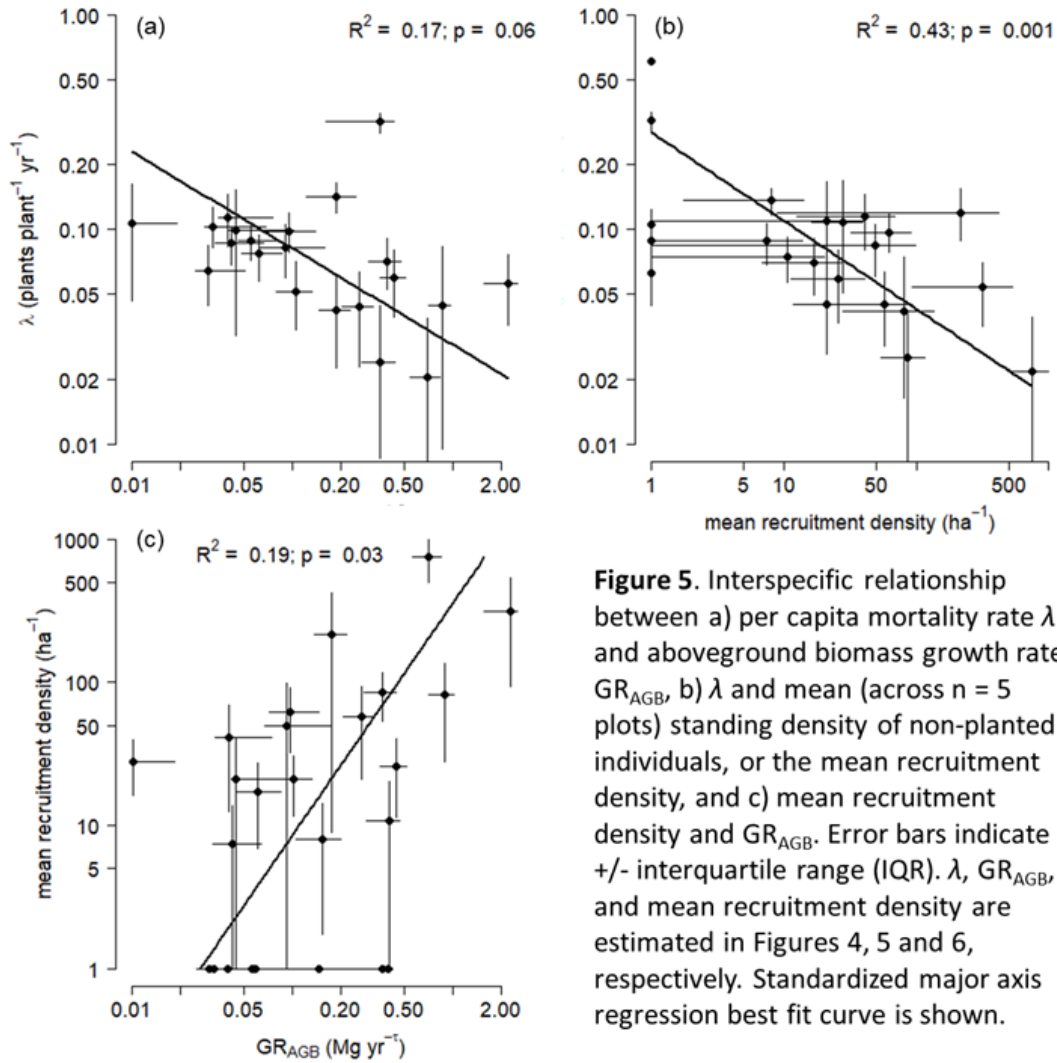 (a)
R² = 0.17; p = 0.06
1.00
0.50
0.20
0.10
0.05
0.02
0.01
λ (plants plant⁻¹ yr⁻¹)
0.01 0.05 0.20 0.50 2.00
(b)
R² = 0.43; p = 0.001
1.00
0.50
0.20
0.10
0.05
0.02
0.01
1 5 10 50 500
mean recruitment density (ha⁻¹)
(c)
R² = 0.19; p = 0.03
1000
500
100
50
10
5
1
mean recruitment density (ha⁻¹)
0.01 0.05 0.20 0.50 2.00
GR_AGB (Mg yr⁻¹)
Figure 5. Interspecific relationship
between a) per capita mortality rate λ
and aboveground biomass growth rate
GR_AGB, b) λ and mean (across n = 5
plots) standing density of non-planted
individuals, or the mean recruitment
density, and c) mean recruitment
density and GR_AGB. Error bars indicate
+/- interquartile range (IQR). λ, GR_AGB,
and mean recruitment density are
estimated in Figures 4, 5 and 6,
respectively. Standardized major axis
regression best fit curve is shown.